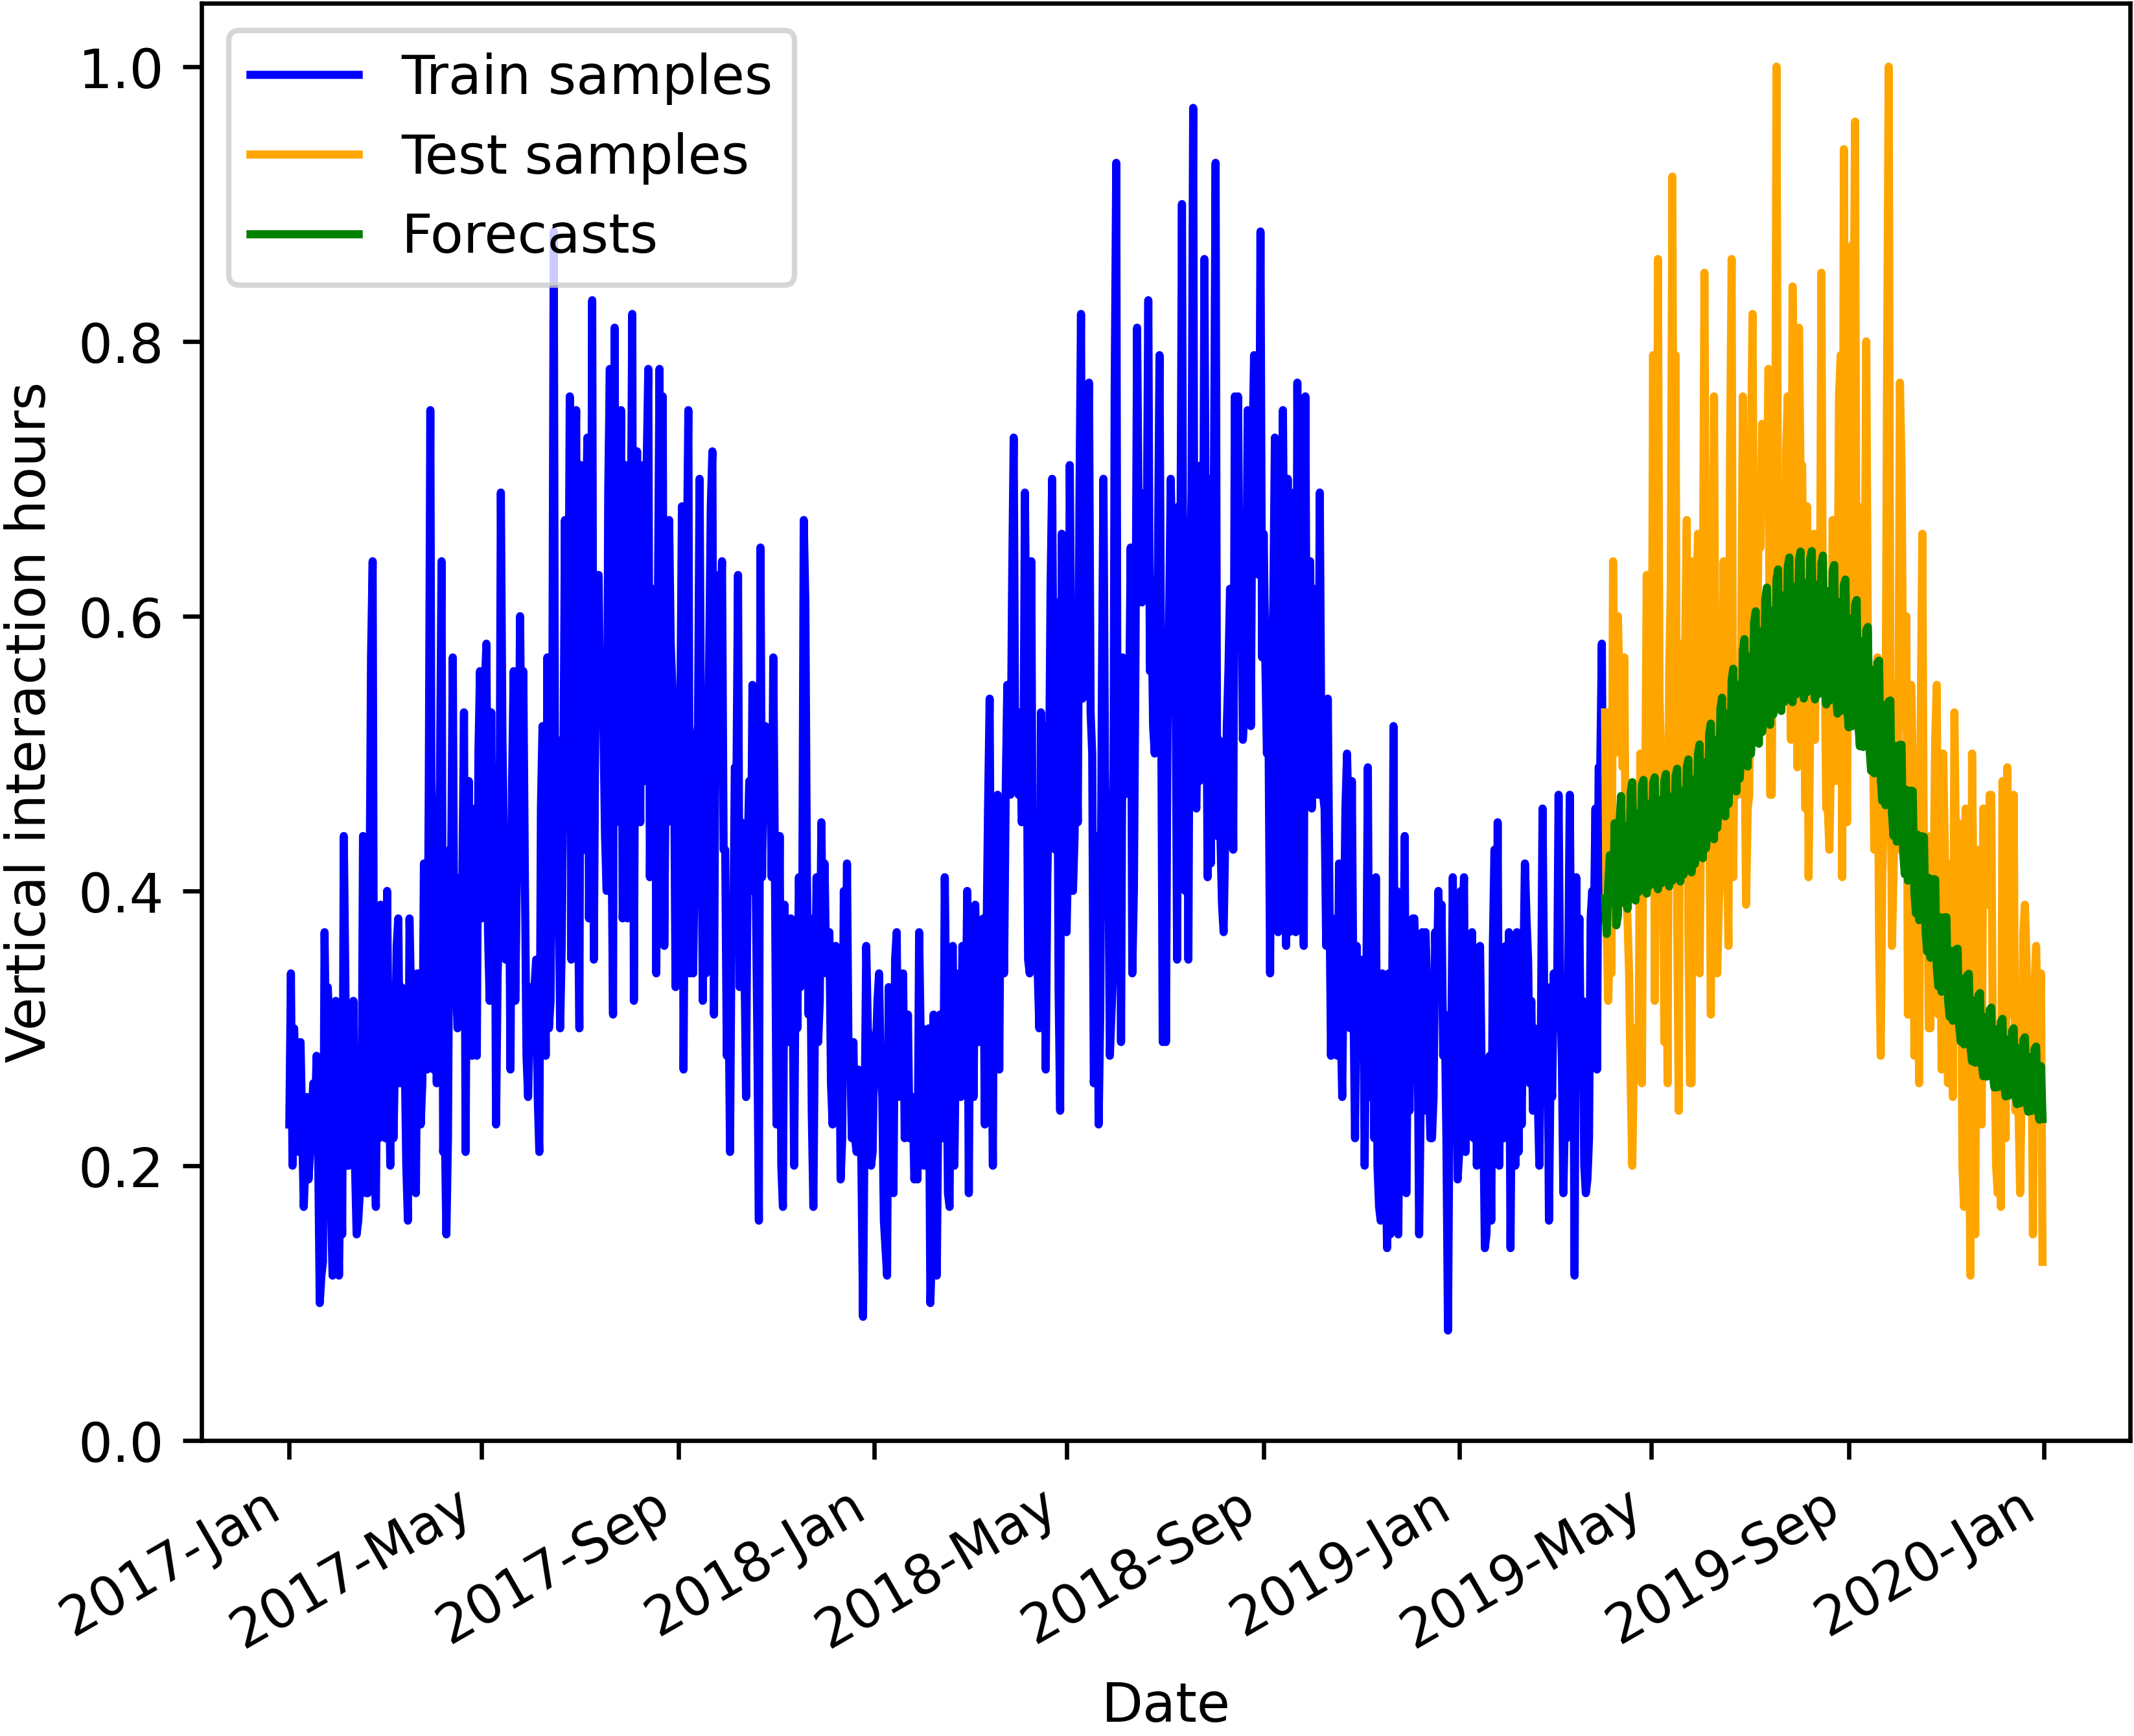 Train samples
Test samples
Forecasts
1.0
0.8
0.6
0.4
0.2
0.0
Vertical interaction hours
2017-Jan
2017-May
2017-Sep
2018-Jan
2018-May
2018-Sep
2019-Jan
2019-May
2019-Sep
2020-Jan
Date